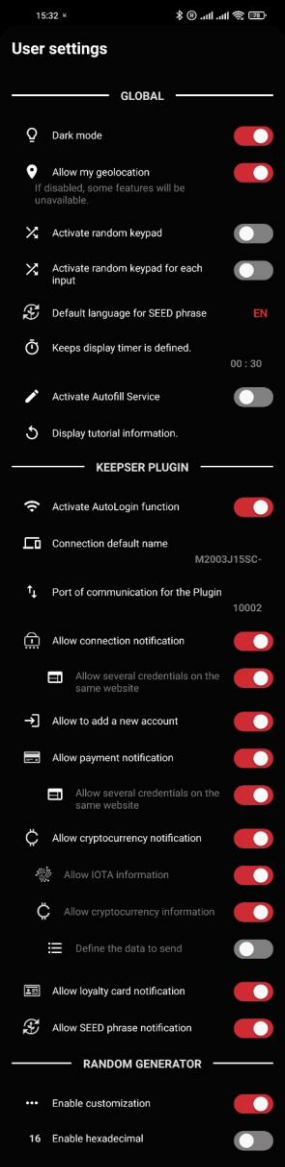 15:32
78
User settings
GLOBAL
Dark mode
Allow my geolocation
If disabled, some features will be
unavailable.
Activate random keypad
Activate random keypad for each
input
Default language for SEED phrase
EN
Keeps display timer is defined.
00 : 30
Activate Autofill Service
Display tutorial information.
KEEPSER PLUGIN
Activate AutoLogin function
Connection default name
M2003J15SC-
Port of communication for the Plugin
10002
Allow connection notification
Allow several credentials on the
same website
Allow to add a new account
Allow payment notification
Allow several credentials on the
same website
Allow cryptocurrency notification
Allow IOTA information
Allow cryptocurrency information
Define the data to send
Allow loyalty card notification
Allow SEED phrase notification
RANDOM GENERATOR
Enable customization
16 Enable hexadecimal